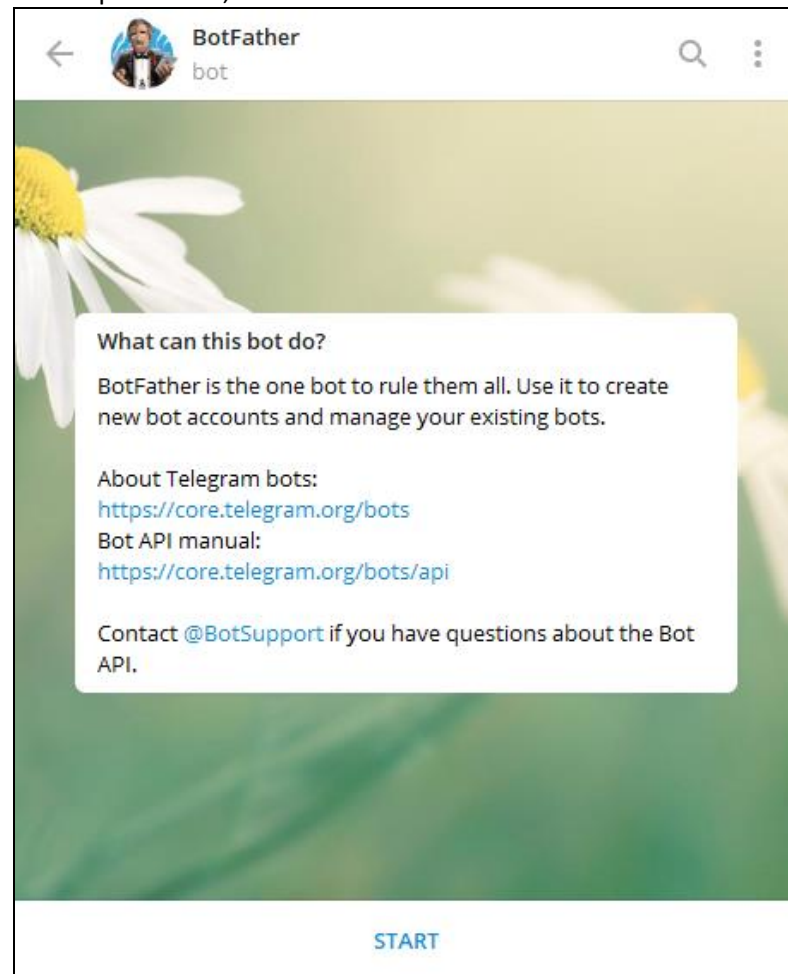 BotFather
bot
What can this bot do?
BotFather is the one bot to rule them all. Use it to create
new bot accounts and manage your existing bots.
About Telegram bots:
https://core.telegram.org/bots
Bot API manual:
https://core.telegram.org/bots/api
Contact @BotSupport if you have questions about the Bot
API.
START